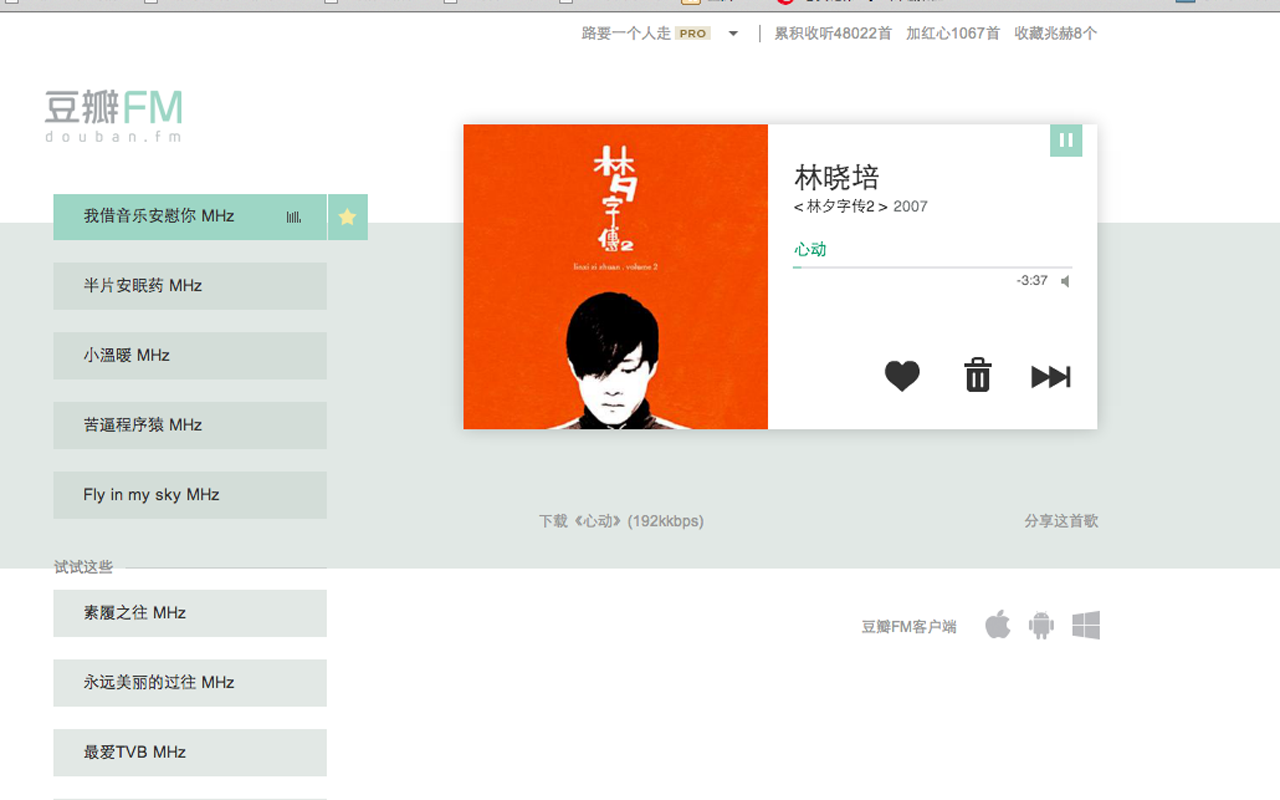 路要一个人走 PRO 累积收听48022首 加红心1067首 收藏兆赫8个
豆瓣FM
douban.fm
我借音乐安慰你 MHz
半片安眠药 MHz
小溫暖 MHz
苦逼程序猿 MHz
Fly in my sky MHz
试试这些
素履之往 MHz
永远美丽的过往 MHz
最爱TVB MHz
林夕字傳2
linxi zi zhuan . volume 2
林晓培
< 林夕字传2 > 2007
心动
-3:37
下载《心动》(192kkbps)
分享这首歌
豆瓣FM客户端